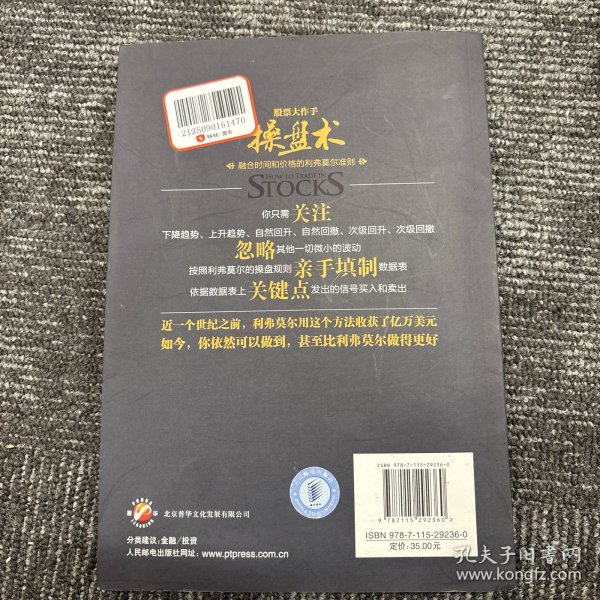 2125090161470
转转|图书
股票大作手
操盘术
融合时间和价格的利弗莫尔准则
HOW TO TRADE IN
STOCKS
你只需 关注
下降趋势、上升趋势、自然回升、自然回撤、次级回升、次级回撤
忽略 其他一切微小的波动
按照利弗莫尔的操盘规则 亲手填制 数据表
依据数据表上 关键点 发出的信号买入和卖出
近一个世纪之前，利弗莫尔用这个方法收获了亿万美元
如今，你依然可以做到，甚至比利弗莫尔做得更好
ISBN 978-7-115-29236-0
9 787115 292360 >
ISBN 978-7-115-29236-0
定价：35.00元
普华
北京普华文化发展有限公司
分类建议：金融/投资
人民邮电出版社网址：www.ptpress.com.cn
孔夫子旧书网
www.kongfz.com